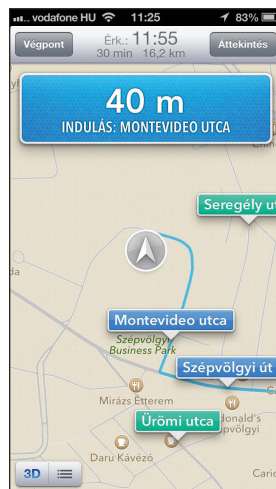 vodafone HU 11:25 83%
Végpont
Érk.: 11:55
30 min 16,2 km
Áttekintés
40 m
INDULÁS: MONTEVIDEO UTCA
Seregély
Montevideo utca
Szépvölgyi
Business Park
Szépvölgyi út
Mirázs Étterem
Ürömi utca
Daru Kávézó
3D